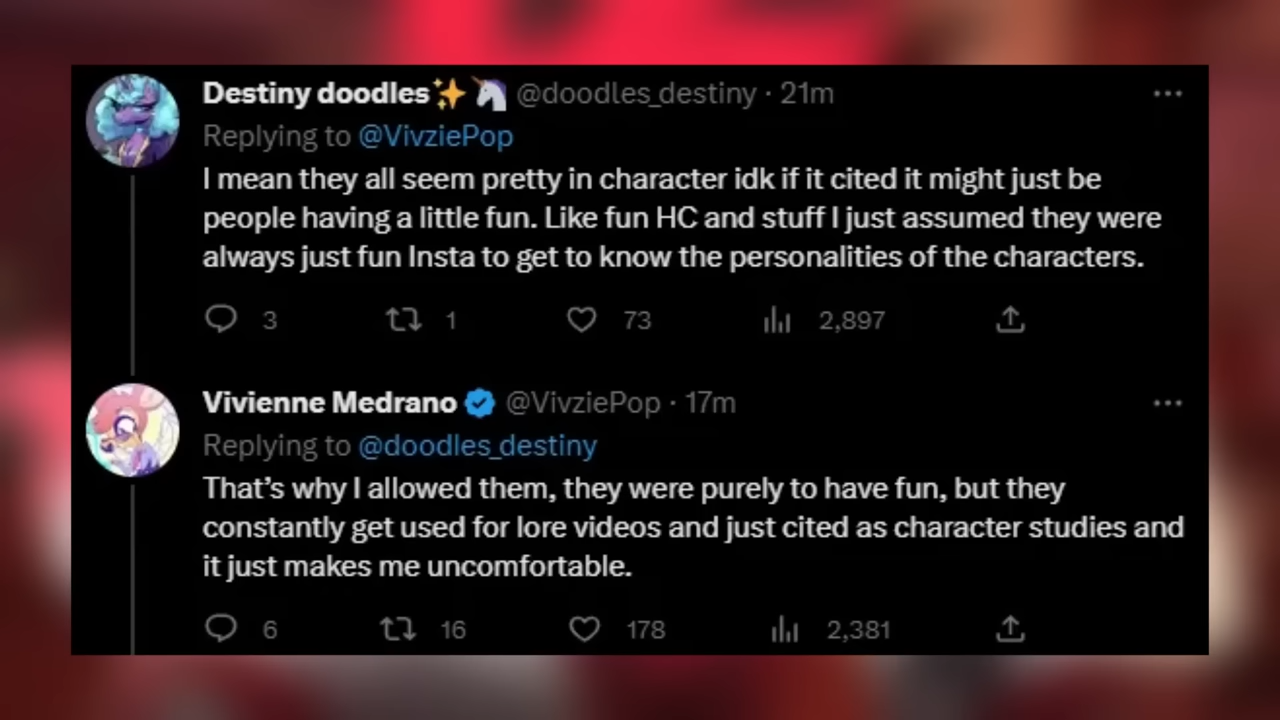 Destiny doodles✨🦄 @doodles_destiny · 21m
Replying to @VivziePop
I mean they all seem pretty in character idk if it cited it might just be
people having a little fun. Like fun HC and stuff I just assumed they were
always just fun Insta to get to know the personalities of the characters.
3 1 73 2,897
Vivienne Medrano @VivziePop · 17m
Replying to @doodles_destiny
That’s why I allowed them, they were purely to have fun, but they
constantly get used for lore videos and just cited as character studies and
it just makes me uncomfortable.
6 16 178 2,381